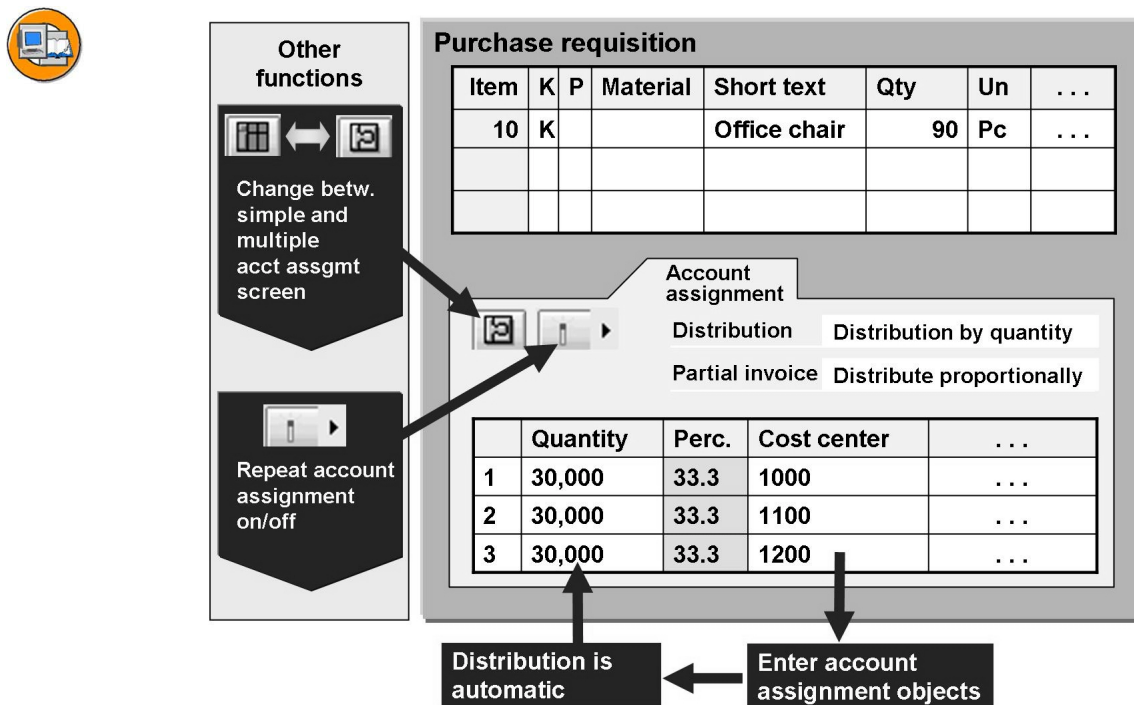 Other
functions
Change betw.
simple and
multiple
acct assgmt
screen
Repeat account
assignment
on/off
Purchase requisition
Item K P Material Short text Qty Un . . .
10 K Office chair 90 Pc . . .
Account
assignment
Distribution Distribution by quantity
Partial invoice Distribute proportionally
Quantity Perc. Cost center . . .
1 30,000 33.3 1000 . . .
2 30,000 33.3 1100 . . .
3 30,000 33.3 1200 . . .
Distribution is
automatic
Enter account
assignment objects